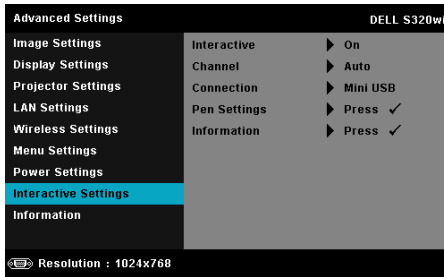 Advanced Settings DELL S320wi
Image Settings Interactive On
Display Settings Channel Auto
Projector Settings Connection Mini USB
LAN Settings Pen Settings Press ✓
Wireless Settings Information Press ✓
Menu Settings
Power Settings
Interactive Settings
Information
Resolution : 1024x768